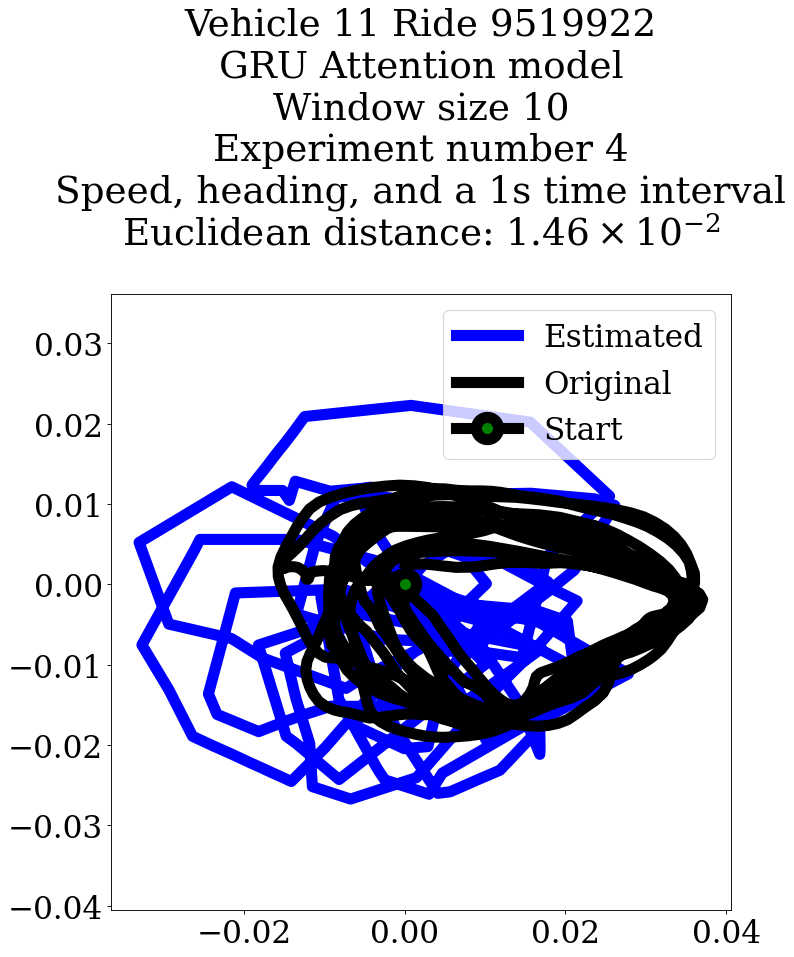 Vehicle 11 Ride 9519922
GRU Attention model
Window size 10
Experiment number 4
Speed, heading, and a 1s time interval
Euclidean distance: 1.46 × 10⁻²
Estimated
Original
Start
0.03
0.02
0.01
0.00
−0.01
−0.02
−0.03
−0.04
−0.02 0.00 0.02 0.04